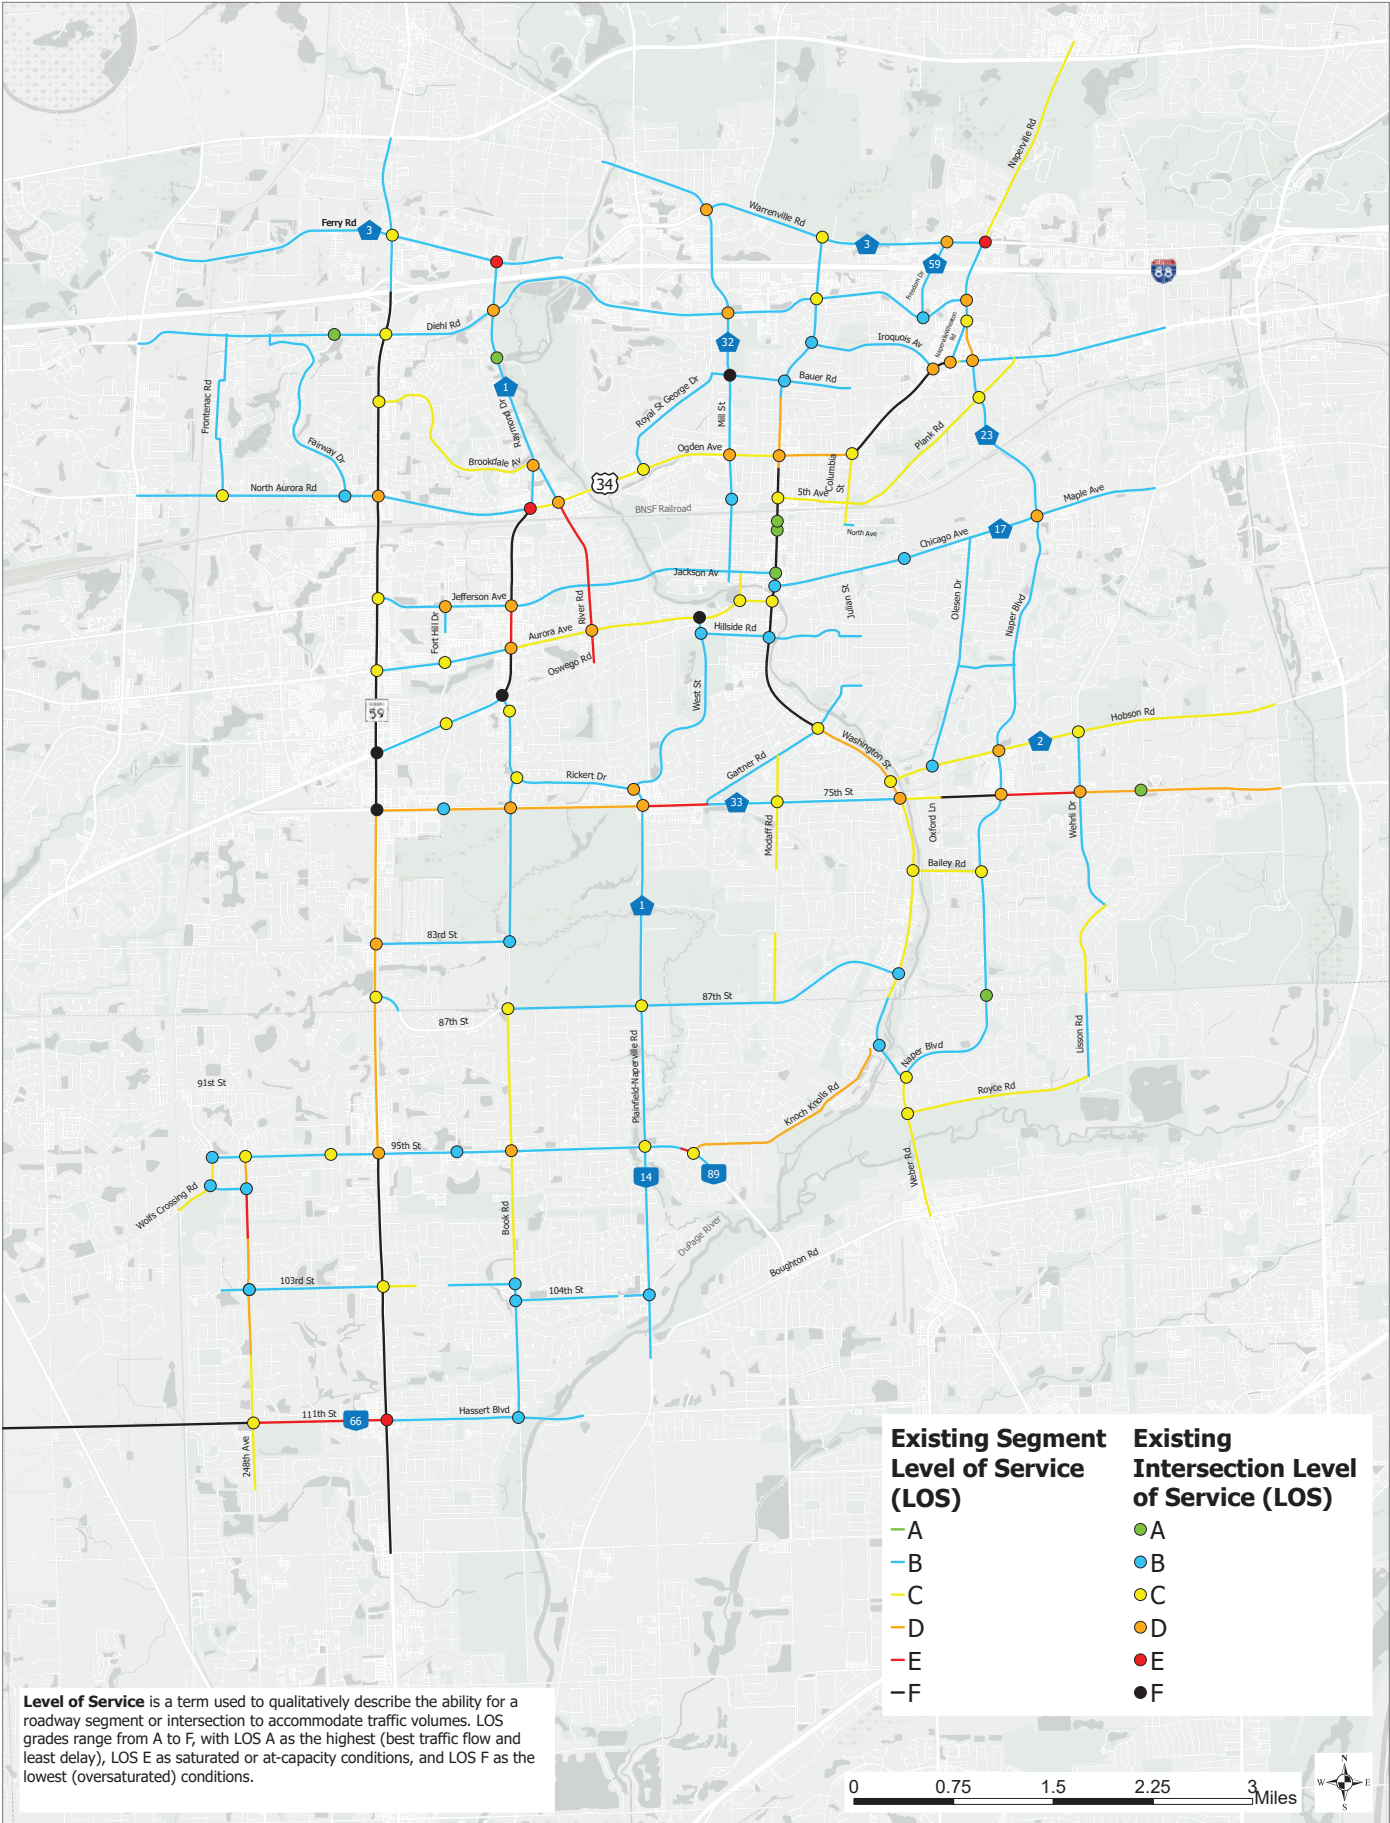 Naperville Rd
Warrenville Rd
Ferry Rd
3
3
59
88
Freedom Dr
Diehl Rd
32
Iroquois Av
Naperville/Wheaton
Rd
Bauer Rd
Royal St George Dr
1
Frontenac Rd
Raymond Dr
Mill St
Fairway Dr
Plank Rd
23
Ogden Ave
Brookdale Av
Columbia
St
34
North Aurora Rd
5th Ave
Maple Ave
BNSF Railroad
North Ave
17
Chicago Ave
Jackson Av
Olesen Dr
Julian St
Jefferson Ave
River Rd
Naper Blvd
Fort Hill Dr
Aurora Ave
Hillside Rd
Oswego Rd
West St
59
Hobson Rd
2
Washington St
Gartner Rd
Rickert Dr
75th St
33
Oxford Ln
Wehrli Dr
Modaff Rd
Bailey Rd
1
83rd St
87th St
87th St
Plainfield-Naperville Rd
Lisson Rd
Naper Blvd
91st St
Royce Rd
Knoch Knolls Rd
95th St
14
89
Weber Rd
Wolfs Crossing Rd
Book Rd
DuPage River
Boughton Rd
103rd St
104th St
111th St
66
Hassert Blvd
248th Ave
Existing Segment
Level of Service
(LOS)
A
B
C
D
E
F
Existing
Intersection Level
of Service (LOS)
A
B
C
D
E
F
Level of Service is a term used to qualitatively describe the ability for a
roadway segment or intersection to accommodate traffic volumes. LOS
grades range from A to F, with LOS A as the highest (best traffic flow and
least delay), LOS E as saturated or at-capacity conditions, and LOS F as the
lowest (oversaturated) conditions.
0 0.75 1.5 2.25 3
Miles
N
W E
S